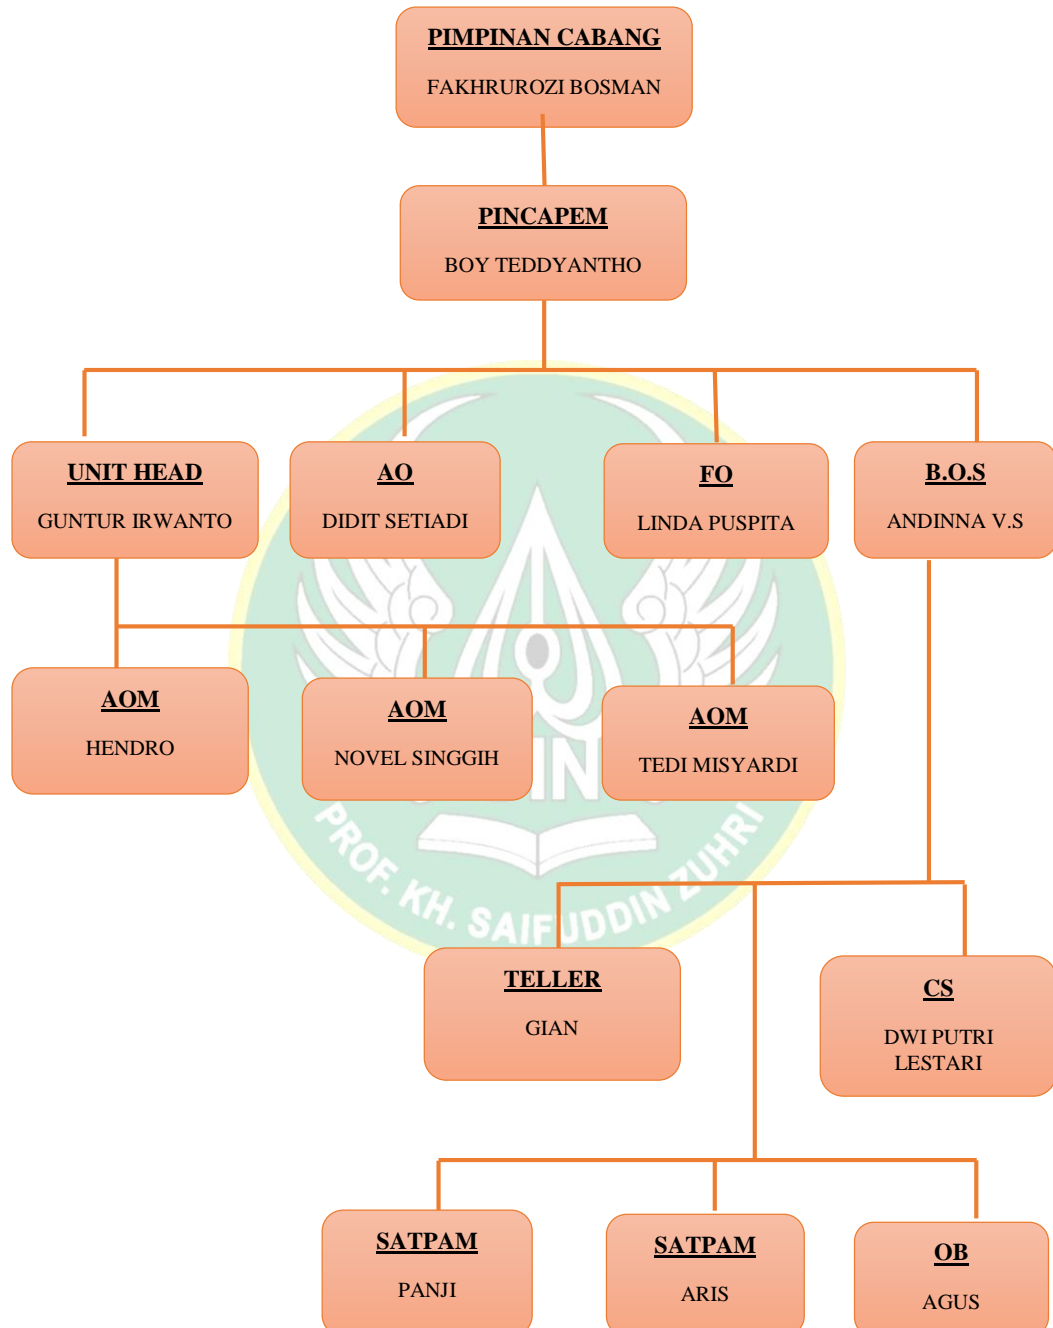 PIMPINAN CABANG
FAKHRUROZI BOSMAN
PINCAPEM
BOY TEDDYANTHO
UNIT HEAD
GUNTUR IRWANTO
AO
DIDIT SETIADI
FO
LINDA PUSPITA
B.O.S
ANDINNA V.S
AOM
HENDRO
AOM
NOVEL SINGGIH
AOM
TEDI MISYARDI
PROF. KH. SAIFUDDIN ZUHRI
TELLER
GIAN
CS
DWI PUTRI
LESTARI
SATPAM
PANJI
SATPAM
ARIS
OB
AGUS